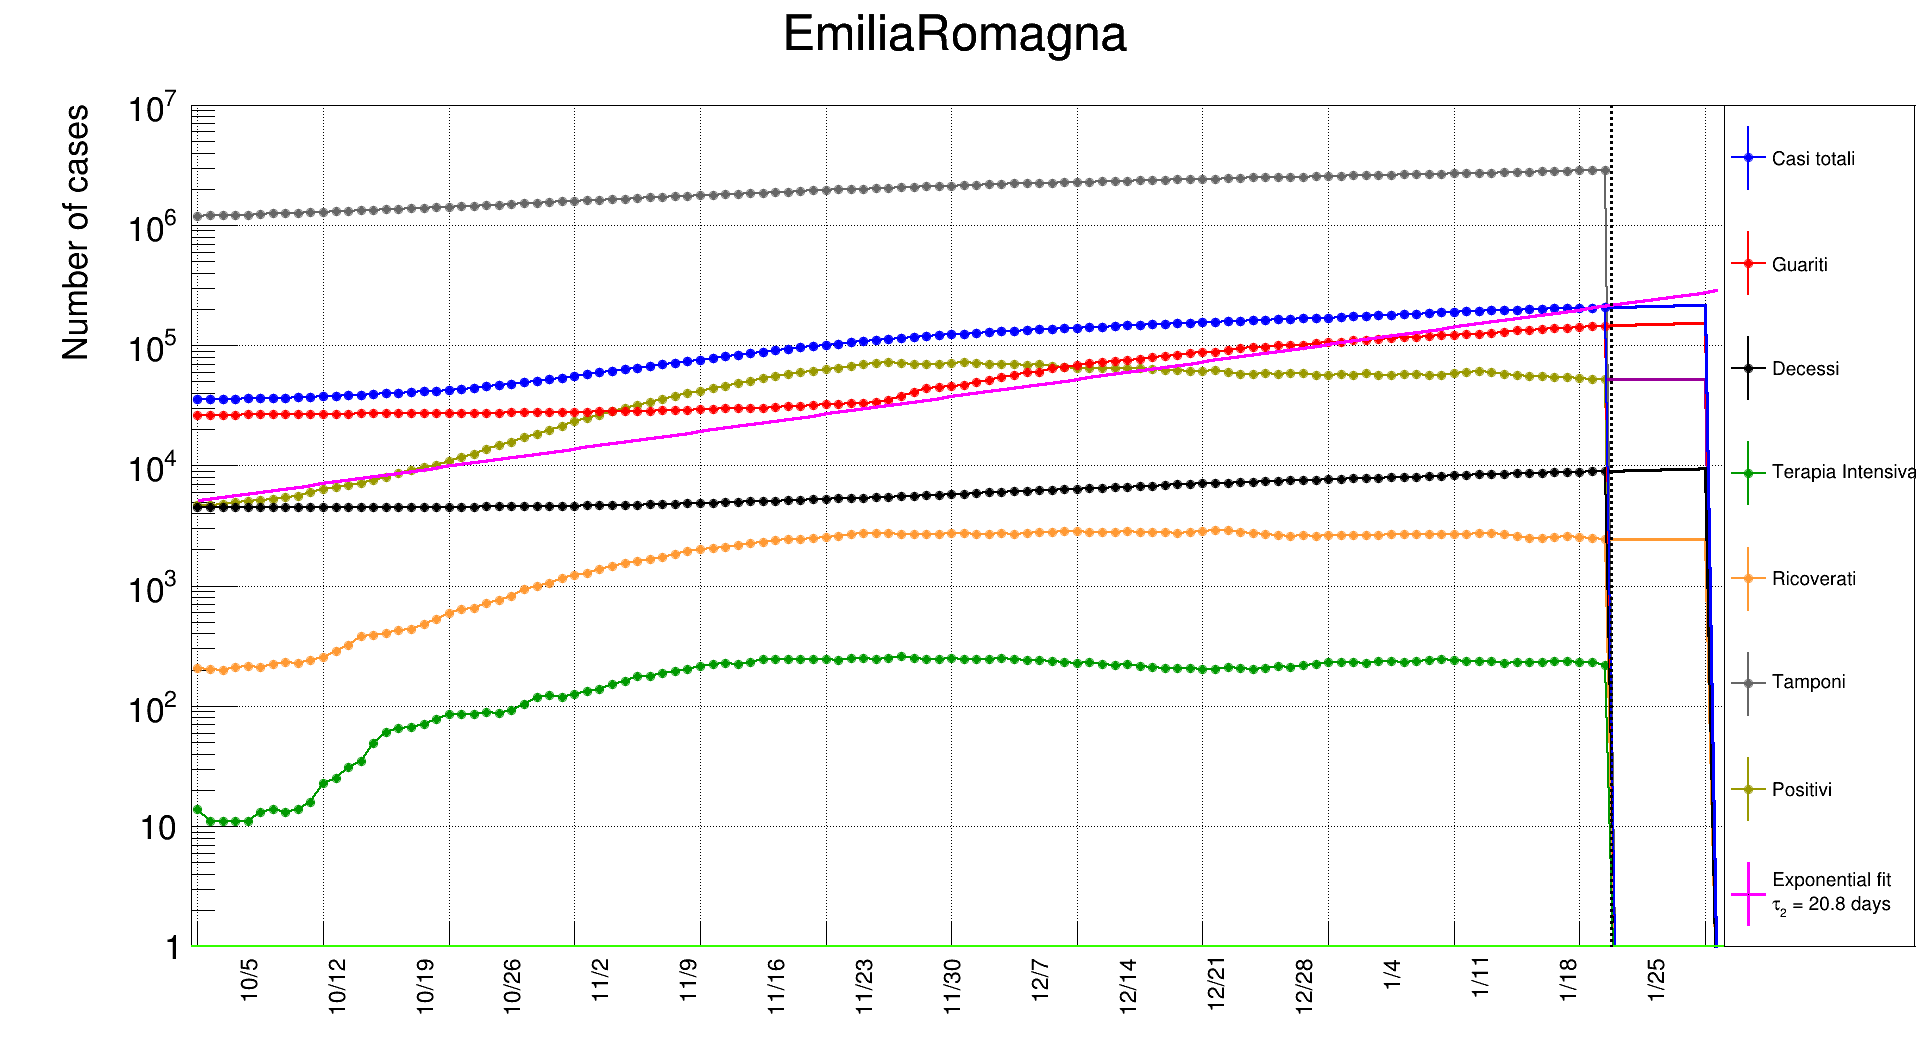 EmiliaRomagna
Number of cases
10^7
10^6
10^5
10^4
10^3
10^2
10
1
10/5
10/12
10/19
10/26
11/2
11/9
11/16
11/23
11/30
12/7
12/14
12/21
12/28
1/4
1/11
1/18
1/25
Casi totali
Guariti
Decessi
Terapia Intensiva
Ricoverati
Tamponi
Positivi
Exponential fit
τ_2 = 20.8 days